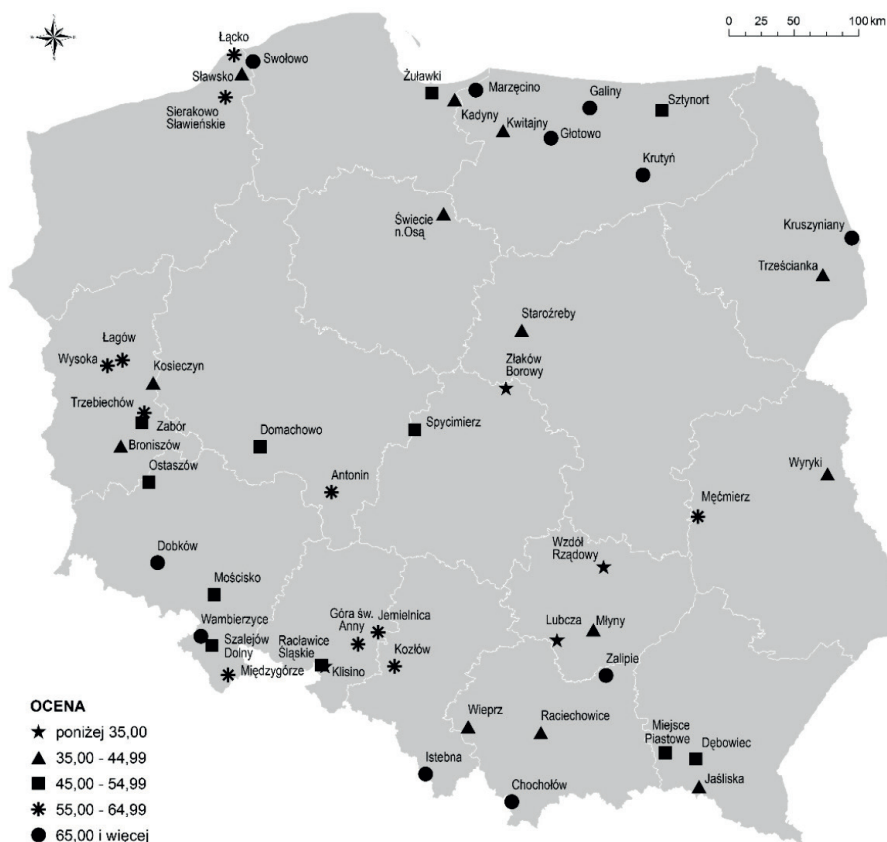 0 25 50 100 km
Łącko
Swołowo
Sławsko
Sierakowo
Sławieńskie
Żuławki
Marzęcino
Kadyny
Kwitajny
Galiny
Głotowo
Sztynort
Krutyń
Świecie
n.Osą
Kruszyniany
Trześcianka
Staroźreby
Złaków
Borowy
Łagów
Wysoka
Kosieczyn
Trzebiechów
Zabór
Broniszów
Ostaszów
Domachowo
Spycimierz
Antonin
Wyryki
Męćmierz
Dobków
Mościsko
Wzdół
Rządowy
Wambierzyce
Szalejów
Dolny
Międzygórze
Góra św.
Anny
Jemielnica
Racławice
Śląskie
Klisino
Kozłów
Lubcza
Młyny
Zalipie
Wieprz
Raciechowice
Istebna
Chochołów
Miejsce
Piastowe
Dębowiec
Jaśliska
OCENA
poniżej 35,00
35,00 - 44,99
45,00 - 54,99
55,00 - 64,99
65,00 i więcej